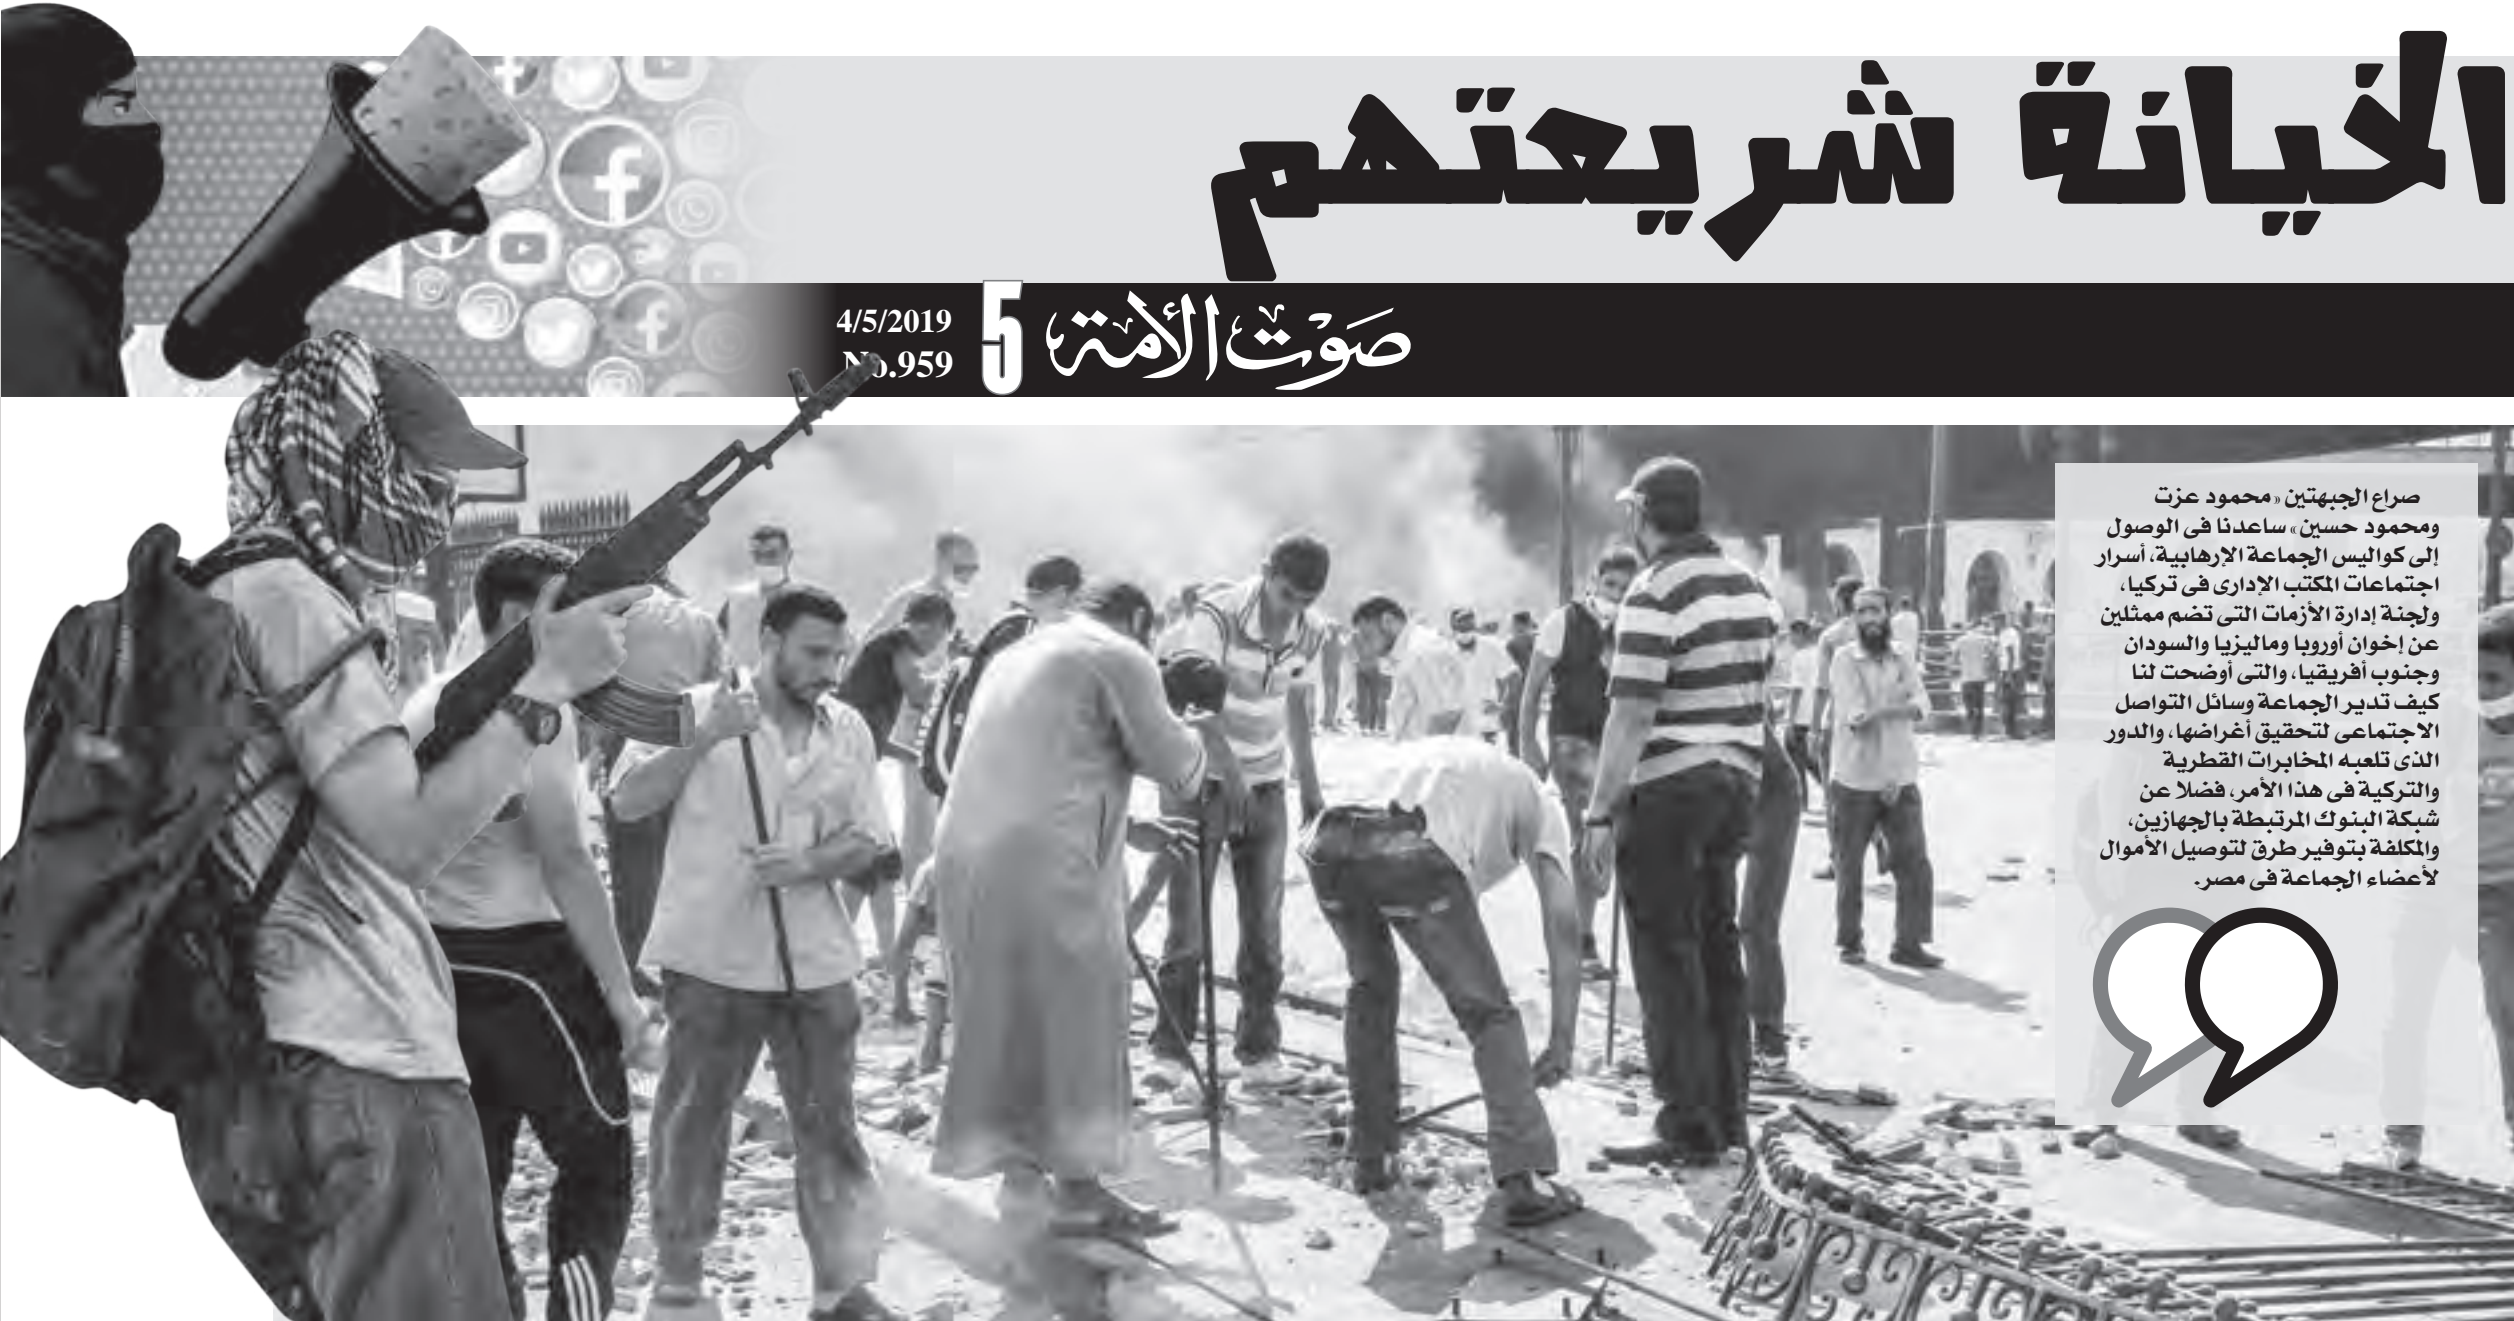 الخيانة شريعتهم
صوت الأمة
5
4/5/2019
No.959
صراع الجبهتين «محمود عزت
ومحمود حسين» ساعدنا فى الوصول
إلى كواليس الجماعة الإرهابية، أسرار
اجتماعات المكتب الإدارى فى تركيا،
ولجنة إدارة الأزمات التى تضم ممثلين
عن إخوان أوروبا وماليزيا والسودان
وجنوب أفريقيا، والتى أوضحت لنا
كيف تدير الجماعة وسائل التواصل
الاجتماعى لتحقيق أغراضها، والدور
الذى تلعبه المخابرات القطرية
والتركية فى هذا الأمر، فضلا عن
شبكة البنوك المرتبطة بالجهازين،
والمكلفة بتوفير طرق لتوصيل الأموال
لأعضاء الجماعة فى مصر.